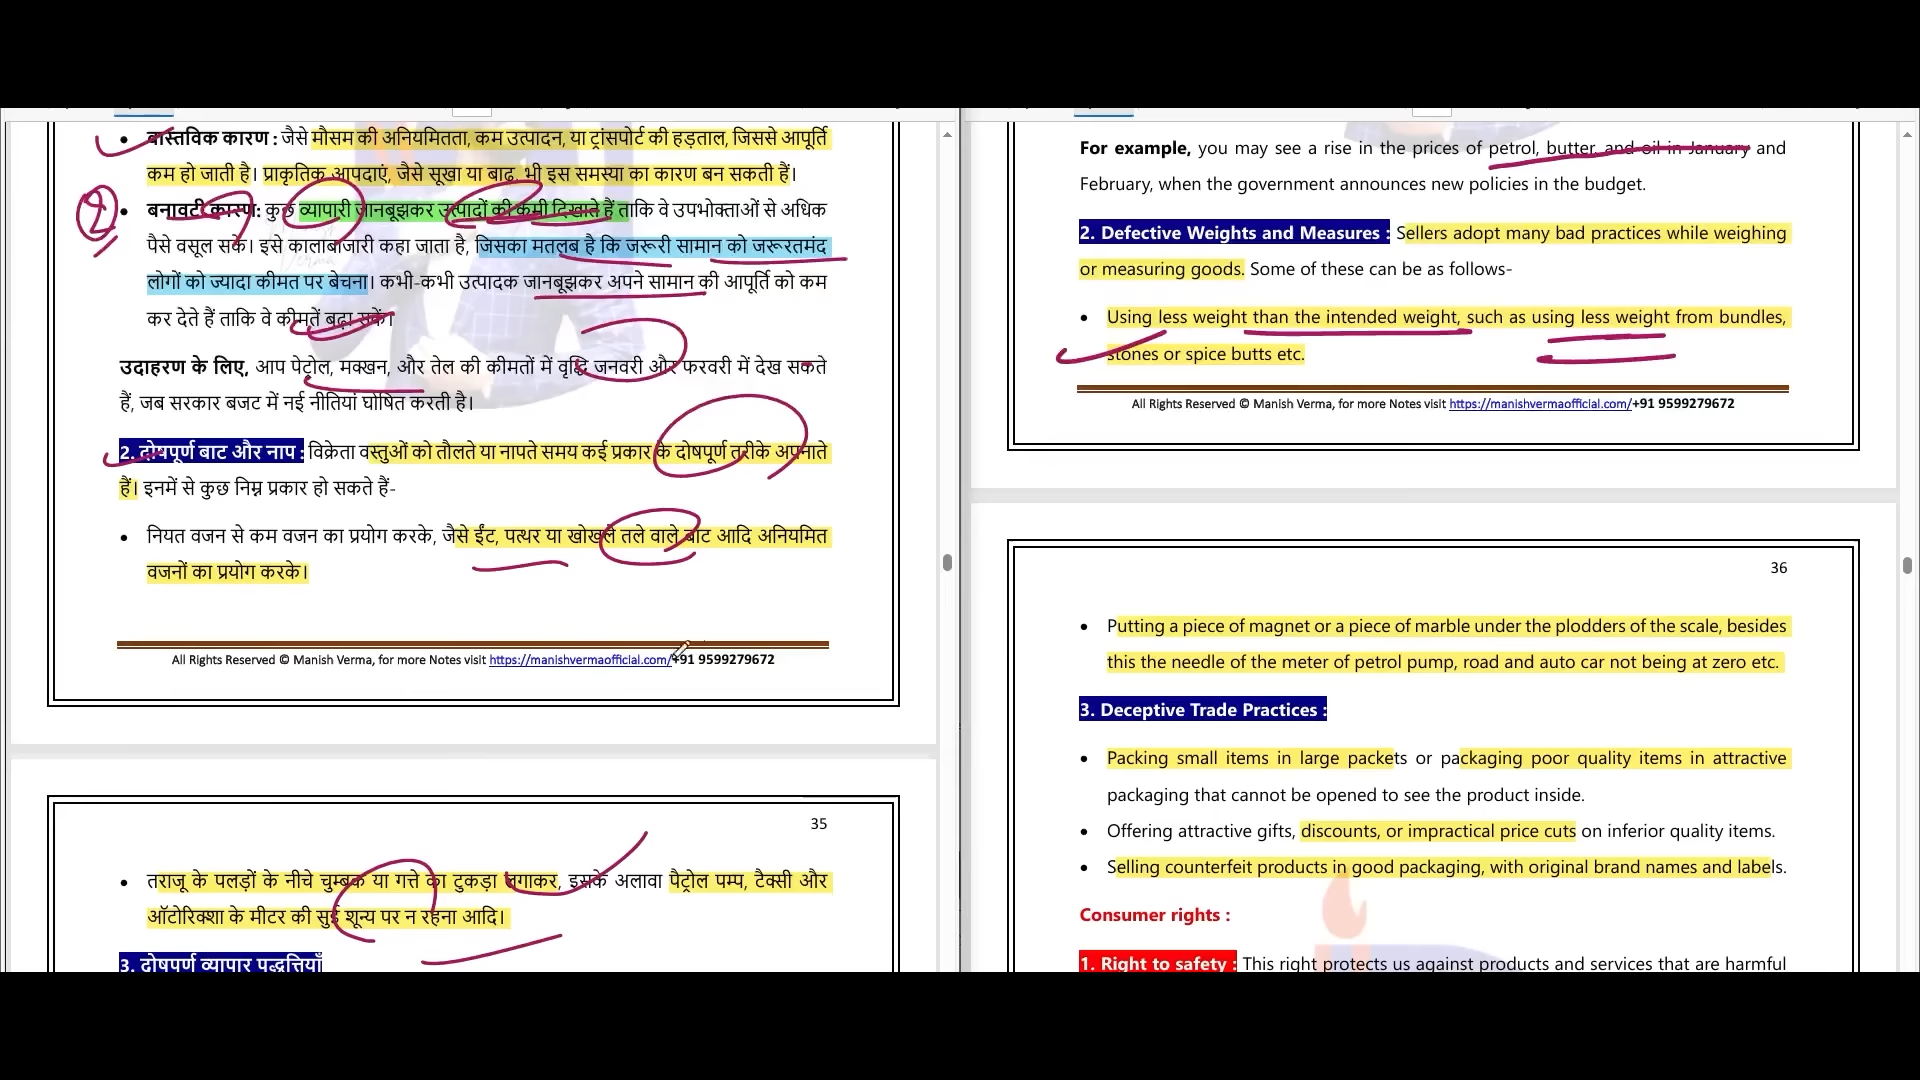 वास्तविक कारण : जैसे मौसम की अनियमितता, कम उत्पादन, या ट्रांसपोर्ट की हड़ताल, जिससे आपूर्ति
कम हो जाती है। प्राकृतिक आपदाएं, जैसे सूखा या बाढ़, भी इस समस्या का कारण बन सकती हैं।
बनावटी कारण: कुछ व्यापारी जानबूझकर उत्पादों की कमी दिखाते हैं ताकि वे उपभोक्ताओं से अधिक
पैसे वसूल सकें। इसे कालाबाजारी कहा जाता है, जिसका मतलब है कि जरूरी सामान को जरूरतमंद
लोगों को ज्यादा कीमत पर बेचना। कभी-कभी उत्पादक जानबूझकर अपने सामान की आपूर्ति को कम
कर देते हैं ताकि वे कीमतें बढ़ा सकें।
उदाहरण के लिए, आप पेट्रोल, मक्खन, और तेल की कीमतों में वृद्धि जनवरी और फरवरी में देख सकते
हैं, जब सरकार बजट में नई नीतियां घोषित करती है।
2. दोषपूर्ण बाट और नाप : विक्रेता वस्तुओं को तौलते या नापते समय कई प्रकार के दोषपूर्ण तरीके अपनाते
हैं। इनमें से कुछ निम्न प्रकार हो सकते हैं-
नियत वजन से कम वजन का प्रयोग करके, जैसे ईंट, पत्थर या खोखले तले वाले बाट आदि अनियमित
वजनों का प्रयोग करके।
All Rights Reserved © Manish Verma, for more Notes visit https://manishvermaofficial.com/+91 9599279672
35
तराजू के पलड़ों के नीचे चुम्बक या गत्ते का टुकड़ा लगाकर, इसके अलावा पैट्रोल पम्प, टैक्सी और
ऑटोरिक्शा के मीटर की सुई शून्य पर न रहना आदि।
3. दोषपूर्ण व्यापार पद्धत्तियाँ
For example, you may see a rise in the prices of petrol, butter, and oil in January and
February, when the government announces new policies in the budget.
2. Defective Weights and Measures : Sellers adopt many bad practices while weighing
or measuring goods. Some of these can be as follows-
Using less weight than the intended weight, such as using less weight from bundles,
stones or spice butts etc.
All Rights Reserved © Manish Verma, for more Notes visit https://manishvermaofficial.com/+91 9599279672
36
Putting a piece of magnet or a piece of marble under the plodders of the scale, besides
this the needle of the meter of petrol pump, road and auto car not being at zero etc.
3. Deceptive Trade Practices :
Packing small items in large packets or packaging poor quality items in attractive
packaging that cannot be opened to see the product inside.
Offering attractive gifts, discounts, or impractical price cuts on inferior quality items.
Selling counterfeit products in good packaging, with original brand names and labels.
Consumer rights :
1. Right to safety : This right protects us against products and services that are harmful